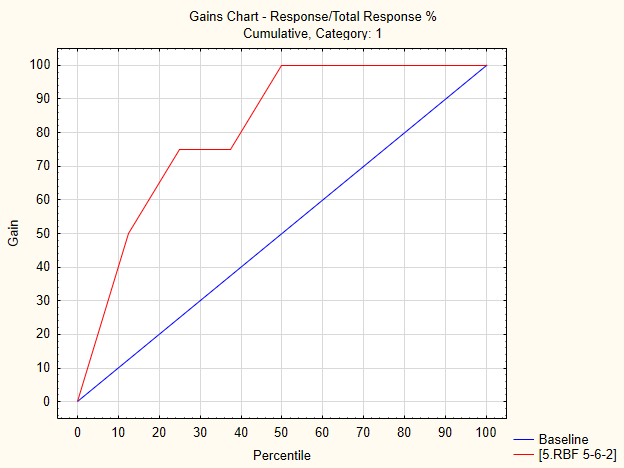 Gains Chart - Response/Total Response %
Cumulative, Category: 1
100
90
80
70
60
50
40
30
20
10
0
Gain
0 10 20 30 40 50 60 70 80 90 100
Percentile
Baseline
[5.RBF 5-6-2]